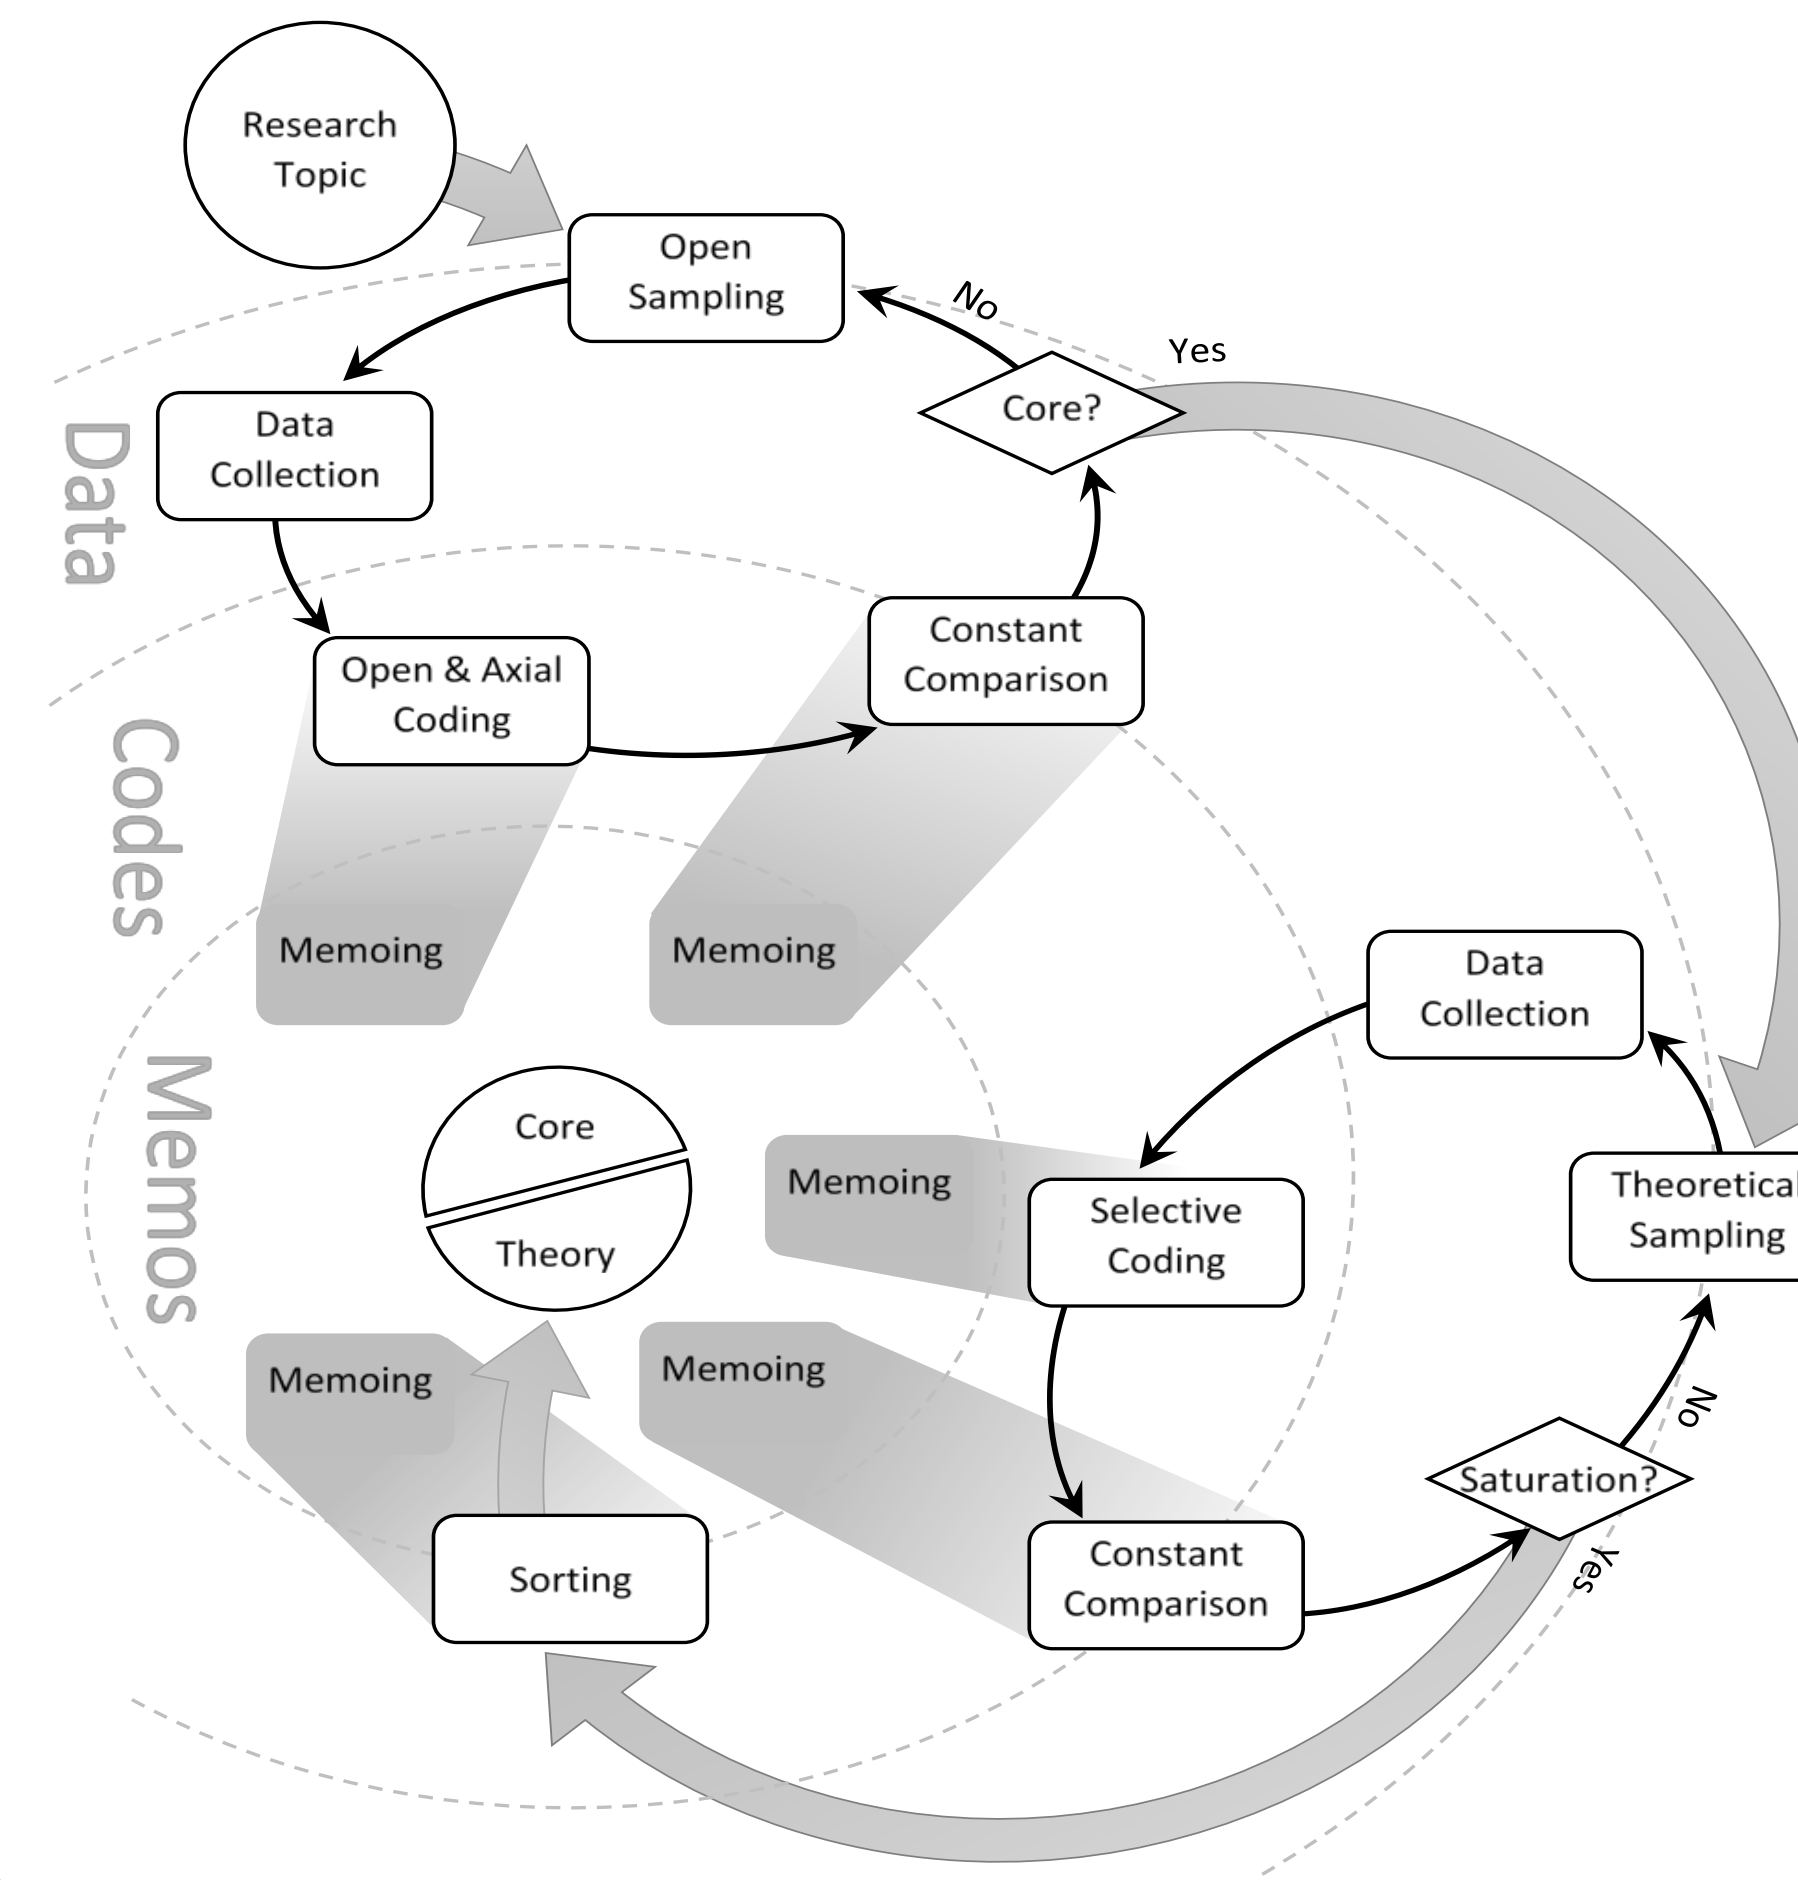 Research
Topic
Open
Sampling
No
Yes
Core?
Data
Collection
Data
Constant
Comparison
Open & Axial
Coding
Codes
Memoing
Memoing
Data
Collection
Memos
Core
Theory
Memoing
Selective
Coding
Theoretical
Sampling
Memoing
Memoing
No
Saturation?
Yes
Sorting
Constant
Comparison